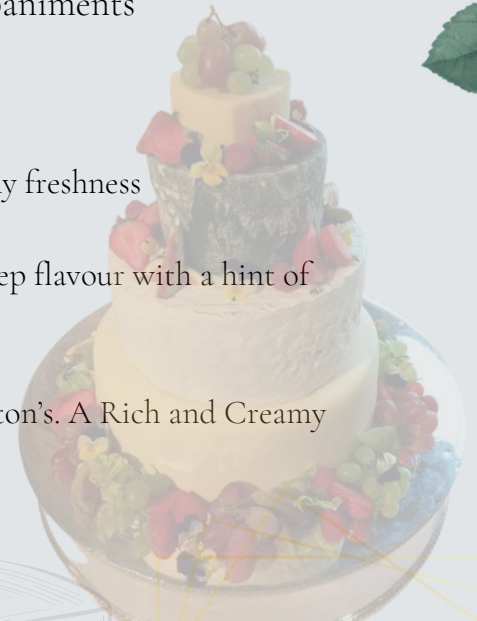 paniments
y freshness
ep flavour with a hint of
ton's. A Rich and Creamy